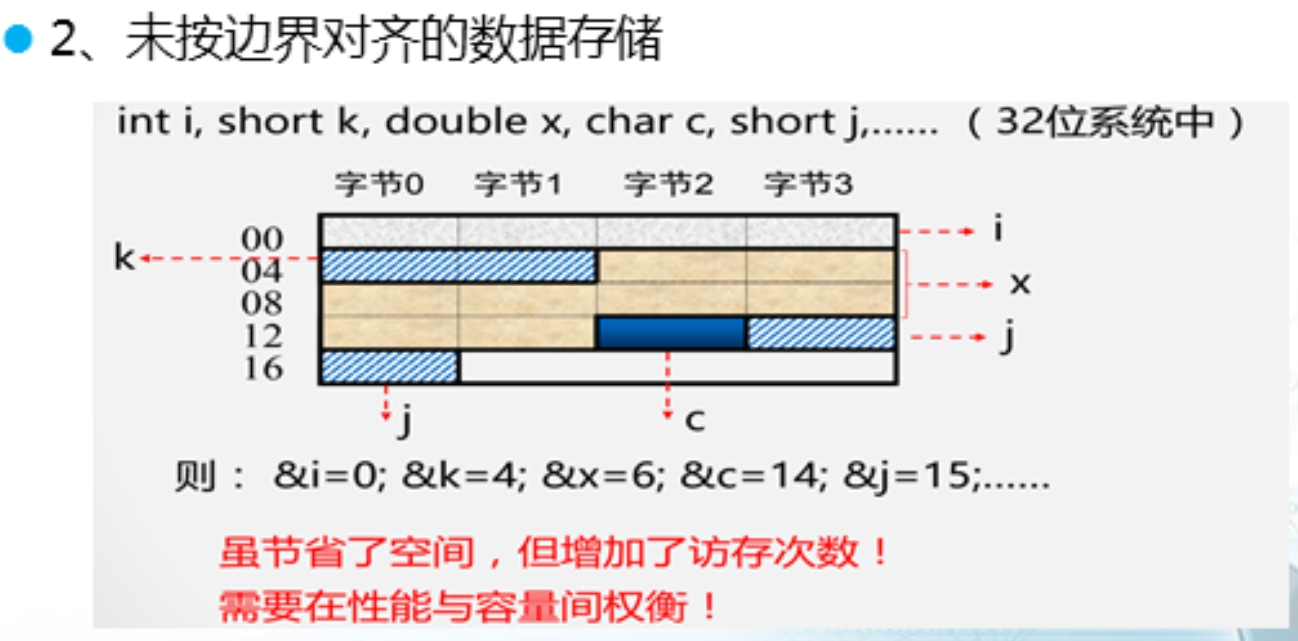 2、未按边界对齐的数据存储
int i, short k, double x, char c, short j,...... （32位系统中）
字节0 字节1 字节2 字节3
00 i
k 04 x
08
12 j
16
j c
则： &i=0; &k=4; &x=6; &c=14; &j=15;......
虽节省了空间，但增加了访存次数！
需要在性能与容量间权衡！